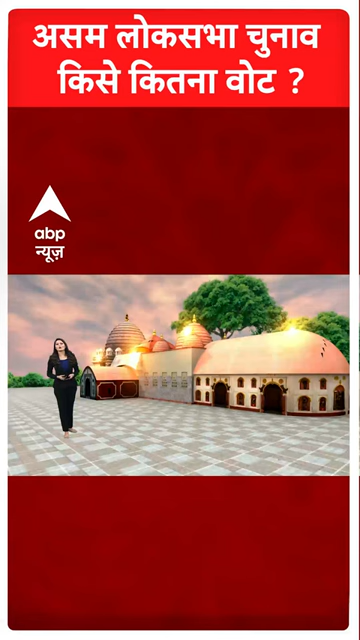 असम लोकसभा चुनाव
किसे कितना वोट ?
abp
न्यूज़